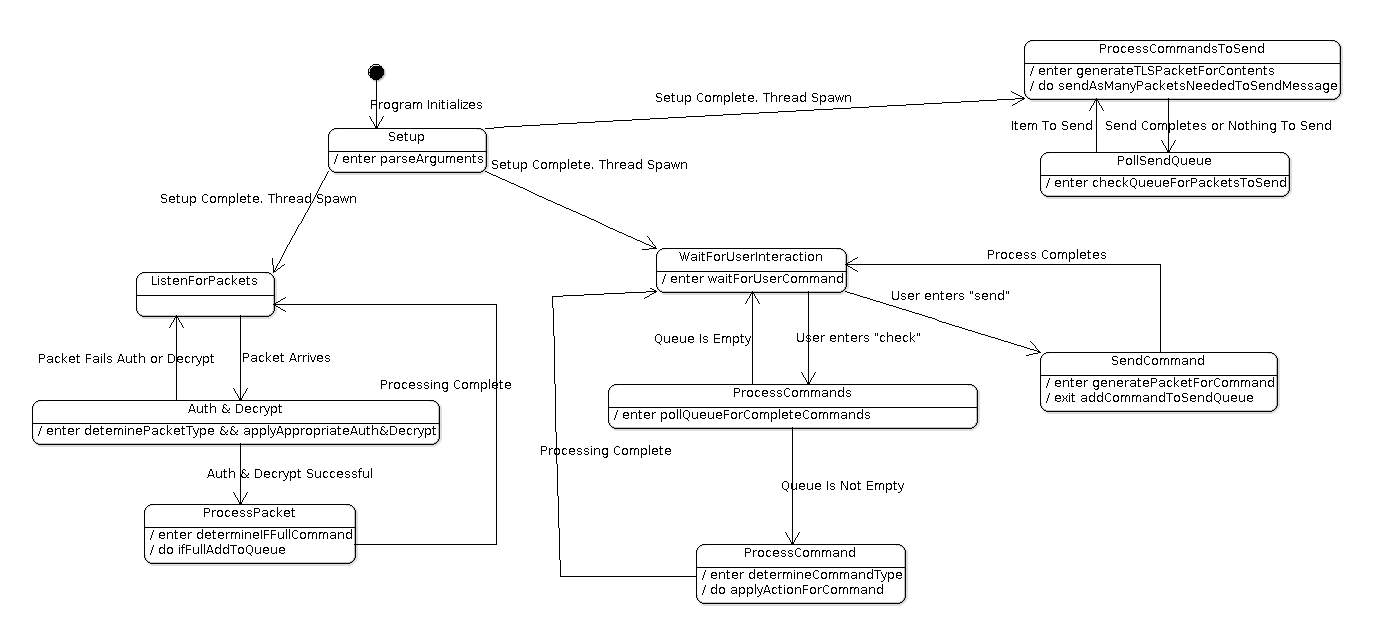 ProcessCommandsToSend
/ enter generateTLSPacketForContents
/ do sendAsManyPacketsNeededToSendMessage
Program Initializes
Setup Complete. Thread Spawn
Item To Send
Send Completes or Nothing To Send
Setup
/ enter parseArguments
Setup Complete. Thread Spawn
PollSendQueue
/ enter checkQueueForPacketsToSend
Setup Complete. Thread Spawn
WaitForUserInteraction
/ enter waitForUserCommand
Process Completes
ListenForPackets
User enters "send"
Packet Fails Auth or Decrypt
Packet Arrives
Queue Is Empty
User enters "check"
SendCommand
/ enter generatePacketForCommand
/ exit addCommandToSendQueue
Processing Complete
ProcessCommands
/ enter pollQueueForCompleteCommands
Auth & Decrypt
/ enter deteminePacketType && applyAppropriateAuth&Decrypt
Processing Complete
Auth & Decrypt Successful
Queue Is Not Empty
ProcessPacket
/ enter determineIFFullCommand
/ do ifFullAddToQueue
ProcessCommand
/ enter determineCommandType
/ do applyActionForCommand